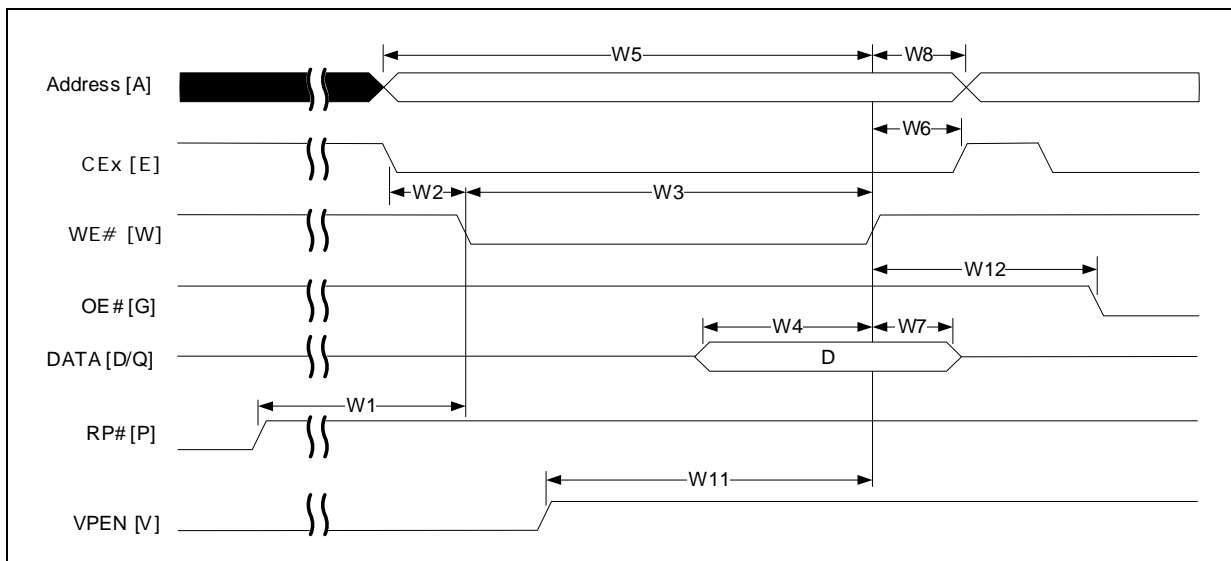 W5 W8
Address [A]
W6
CEx [E]
W2 W3
WE# [W]
W12
OE# [G]
W4 W7
DATA [D/Q] D
W1
RP# [P]
W11
VPEN [V]